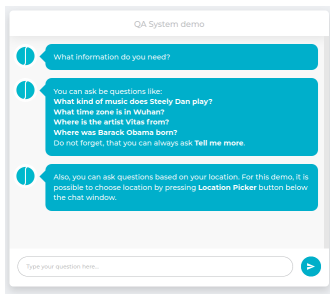 QA System demo
What information do you need?
You can ask be questions like:
What kind of music does Steely Dan play?
What time zone is in Wuhan?
Where is the artist Vitas from?
Where was Barack Obama born?
Do not forget, that you can always ask Tell me more.
Also, you can ask questions based on your location. For this demo, it is
possible to choose location by pressing Location Picker button below
the chat window.
Type your question here...